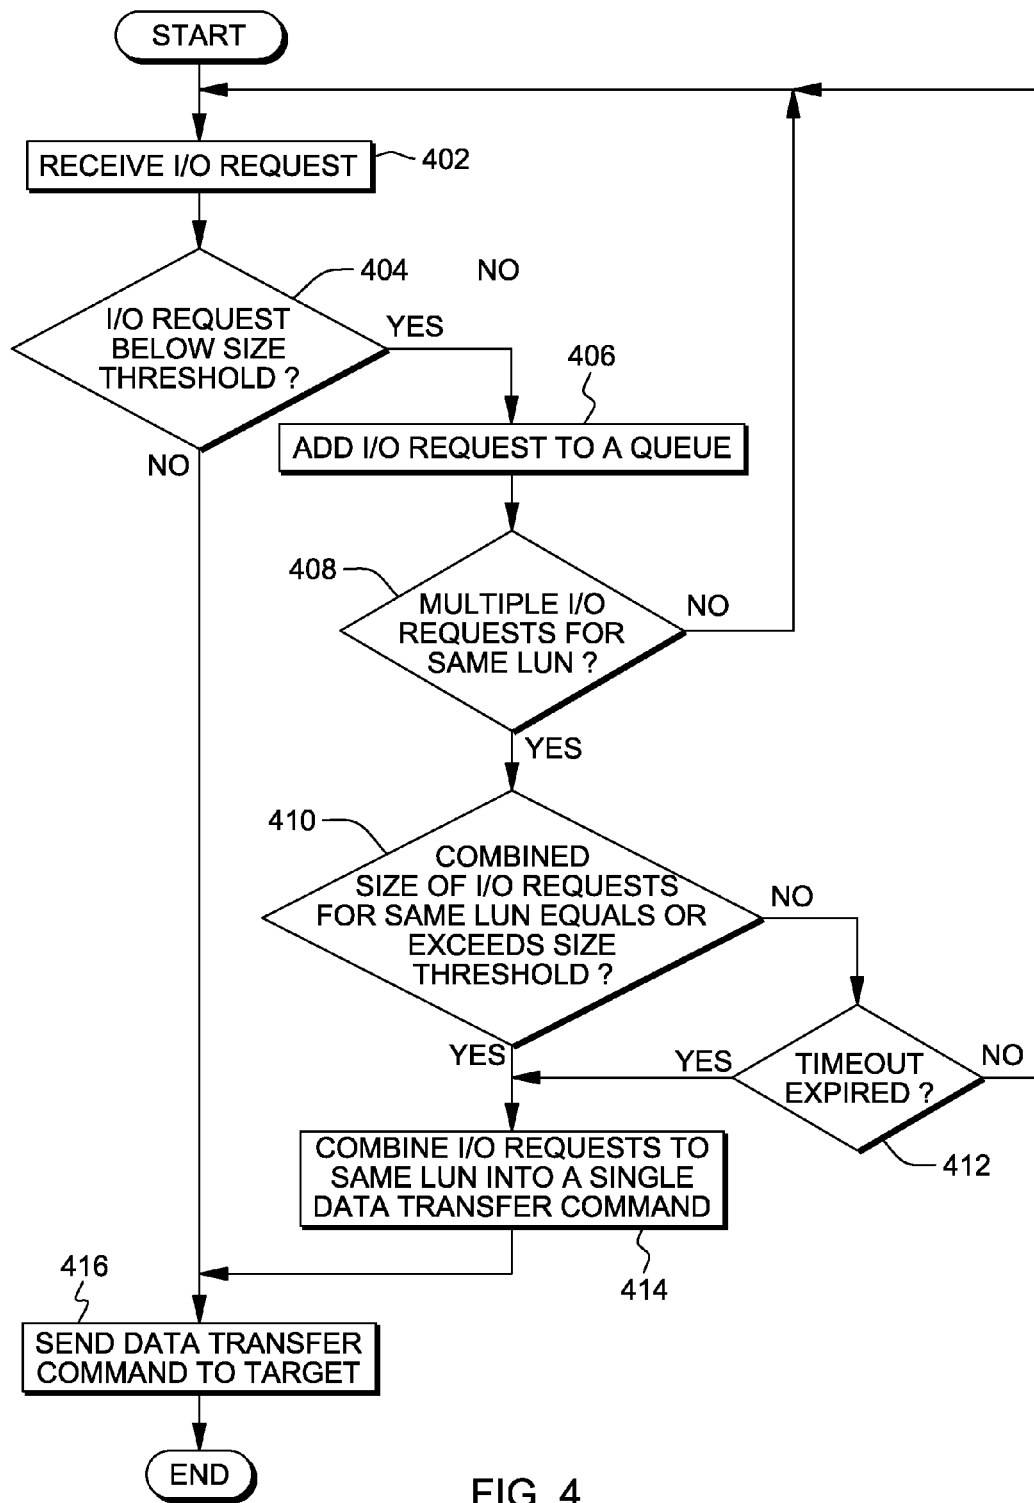 START
RECEIVE I/O REQUEST
402
404
NO
I/O REQUEST
BELOW SIZE
THRESHOLD ?
YES
406
NO
ADD I/O REQUEST TO A QUEUE
408
MULTIPLE I/O
REQUESTS FOR
SAME LUN ?
NO
YES
410
COMBINED
SIZE OF I/O REQUESTS
FOR SAME LUN EQUALS OR
EXCEEDS SIZE
THRESHOLD ?
NO
YES
YES
TIMEOUT
EXPIRED ?
NO
412
COMBINE I/O REQUESTS TO
SAME LUN INTO A SINGLE
DATA TRANSFER COMMAND
414
416
SEND DATA TRANSFER
COMMAND TO TARGET
END
FIG. 4